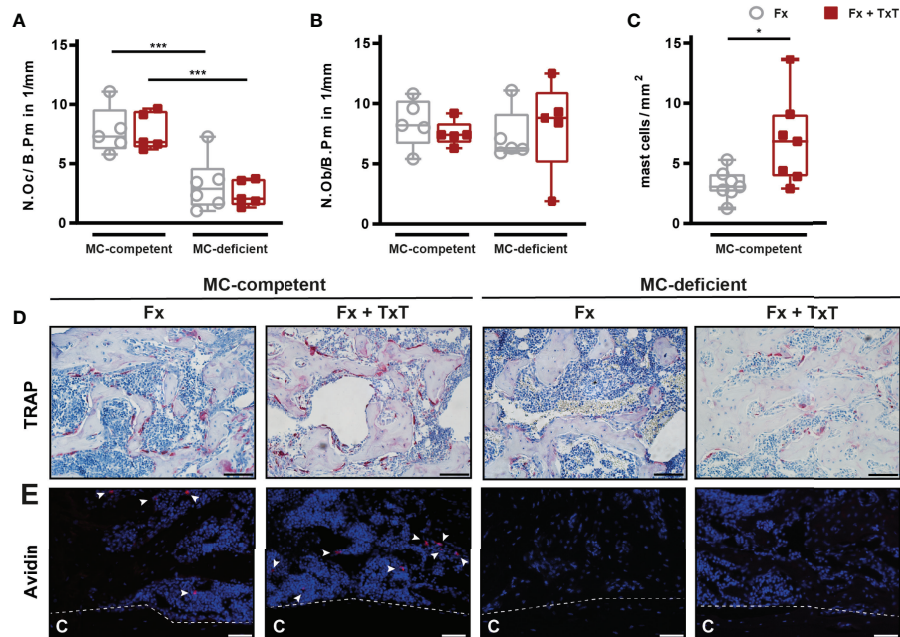 A
B
C
Fx
Fx + TxT
N.Oc/ B.Pm in 1/mm
15
10
5
0
***
***
MC-competent
MC-deficient
N.Ob/B.Pm in 1/mm
15
10
5
0
MC-competent
MC-deficient
mast cells / mm²
15
10
5
0
*
MC-competent
MC-competent
MC-deficient
D
Fx
Fx + TxT
Fx
Fx + TxT
TRAP
E
Avidin
C
C
C
C